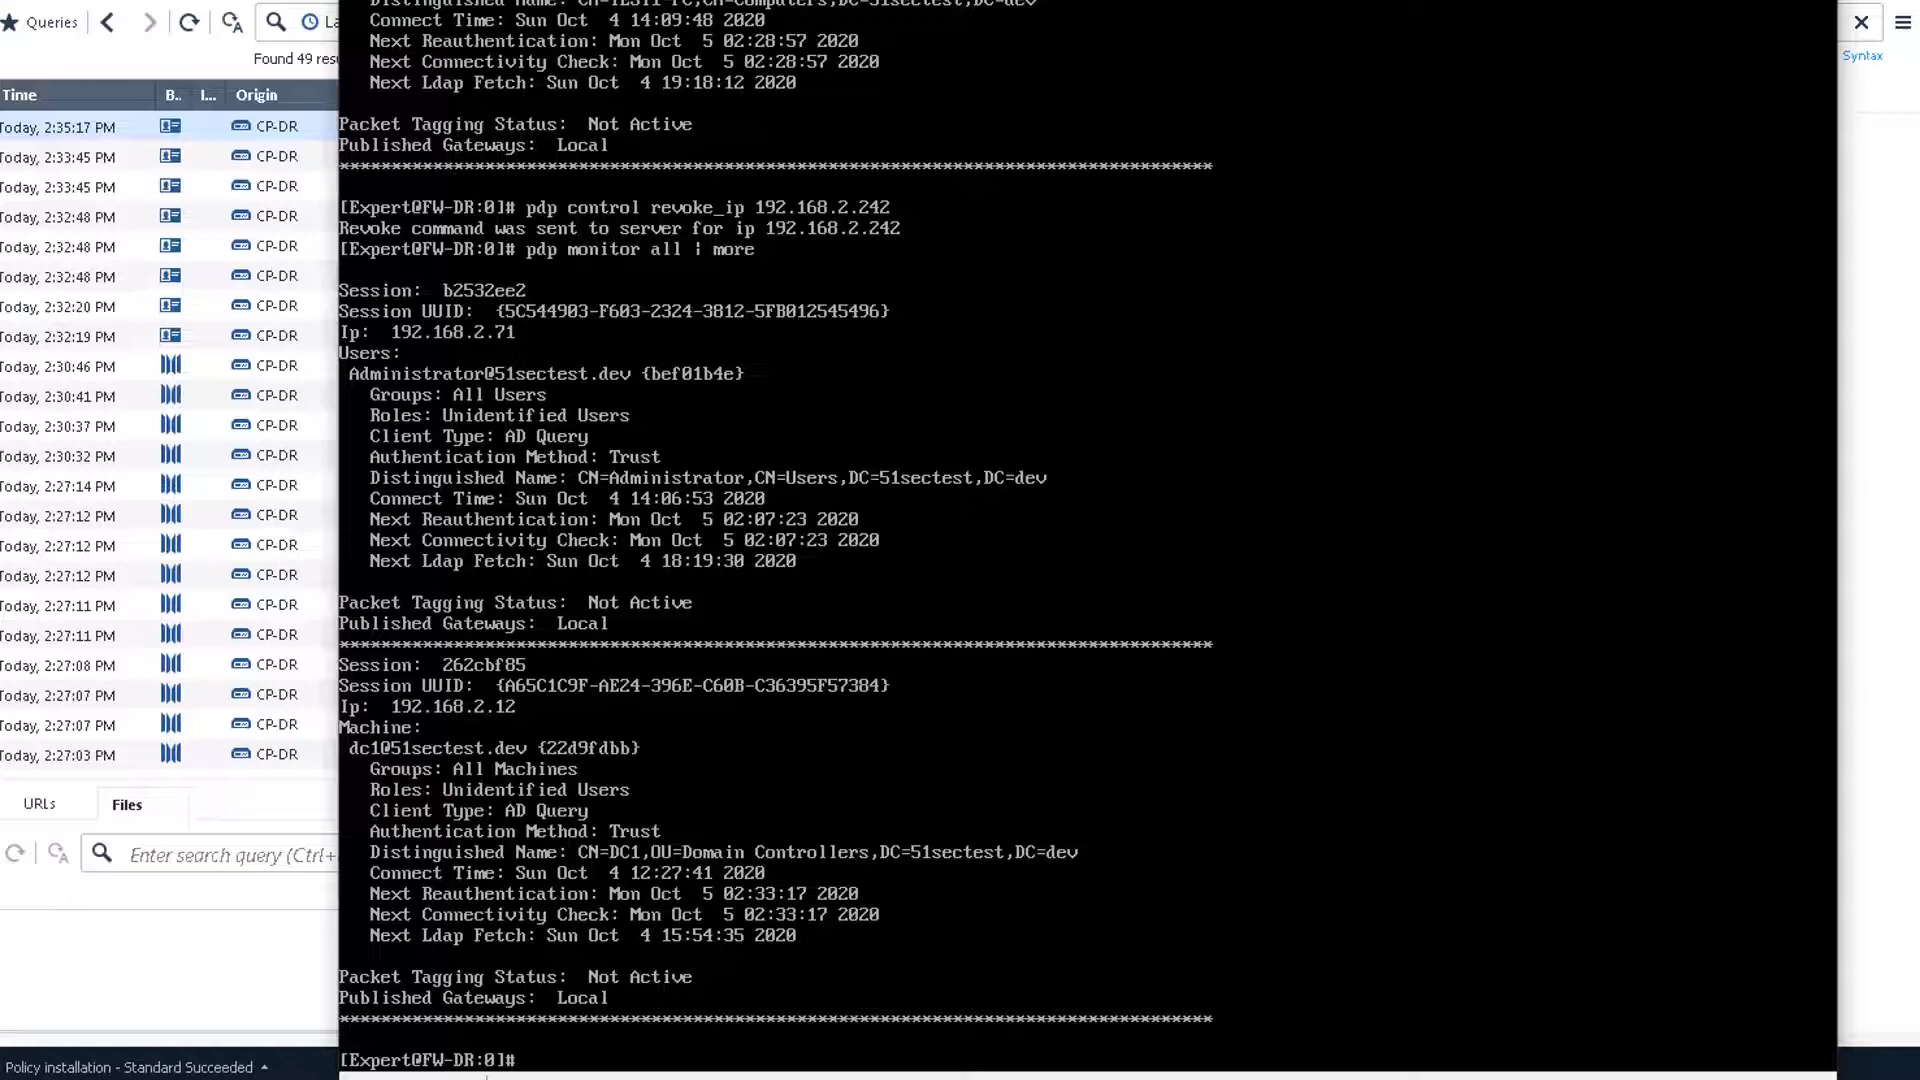 Queries
Found 49 resu
Time B.. I... Origin
Today, 2:35:17 PM CP-DR
Today, 2:33:45 PM CP-DR
Today, 2:33:45 PM CP-DR
Today, 2:32:48 PM CP-DR
Today, 2:32:48 PM CP-DR
Today, 2:32:48 PM CP-DR
Today, 2:32:20 PM CP-DR
Today, 2:32:19 PM CP-DR
Today, 2:30:46 PM CP-DR
Today, 2:30:41 PM CP-DR
Today, 2:30:37 PM CP-DR
Today, 2:30:32 PM CP-DR
Today, 2:27:14 PM CP-DR
Today, 2:27:12 PM CP-DR
Today, 2:27:12 PM CP-DR
Today, 2:27:12 PM CP-DR
Today, 2:27:11 PM CP-DR
Today, 2:27:11 PM CP-DR
Today, 2:27:08 PM CP-DR
Today, 2:27:07 PM CP-DR
Today, 2:27:07 PM CP-DR
Today, 2:27:03 PM CP-DR
URLs Files
Enter search query (Ctrl+
Policy installation - Standard Succeeded
Connect Time: Sun Oct  4 14:09:48 2020
Next Reauthentication: Mon Oct  5 02:28:57 2020
Next Connectivity Check: Mon Oct  5 02:28:57 2020
Next Ldap Fetch: Sun Oct  4 19:18:12 2020
Packet Tagging Status:  Not Active
Published Gateways:  Local
************************************************************************************
[Expert@FW-DR:0]# pdp control revoke_ip 192.168.2.242
Revoke command was sent to server for ip 192.168.2.242
[Expert@FW-DR:0]# pdp monitor all | more
Session:  b2532ee2
Session UUID:  {5C544903-F603-2324-3812-5FB012545496}
Ip:  192.168.2.71
Users:
Administrator@51sectest.dev {bef01b4e}
Groups: All Users
Roles: Unidentified Users
Client Type: AD Query
Authentication Method: Trust
Distinguished Name: CN=Administrator,CN=Users,DC=51sectest,DC=dev
Connect Time: Sun Oct  4 14:06:53 2020
Next Reauthentication: Mon Oct  5 02:07:23 2020
Next Connectivity Check: Mon Oct  5 02:07:23 2020
Next Ldap Fetch: Sun Oct  4 18:19:30 2020
Packet Tagging Status:  Not Active
Published Gateways:  Local
************************************************************************************
Session:  262cbf85
Session UUID:  {A65C1C9F-AE24-396E-C60B-C36395F57384}
Ip:  192.168.2.12
Machine:
dc1@51sectest.dev {22d9fdbb}
Groups: All Machines
Roles: Unidentified Users
Client Type: AD Query
Authentication Method: Trust
Distinguished Name: CN=DC1,OU=Domain Controllers,DC=51sectest,DC=dev
Connect Time: Sun Oct  4 12:27:41 2020
Next Reauthentication: Mon Oct  5 02:33:17 2020
Next Connectivity Check: Mon Oct  5 02:33:17 2020
Next Ldap Fetch: Sun Oct  4 15:54:35 2020
Packet Tagging Status:  Not Active
Published Gateways:  Local
************************************************************************************
[Expert@FW-DR:0]#
Syntax